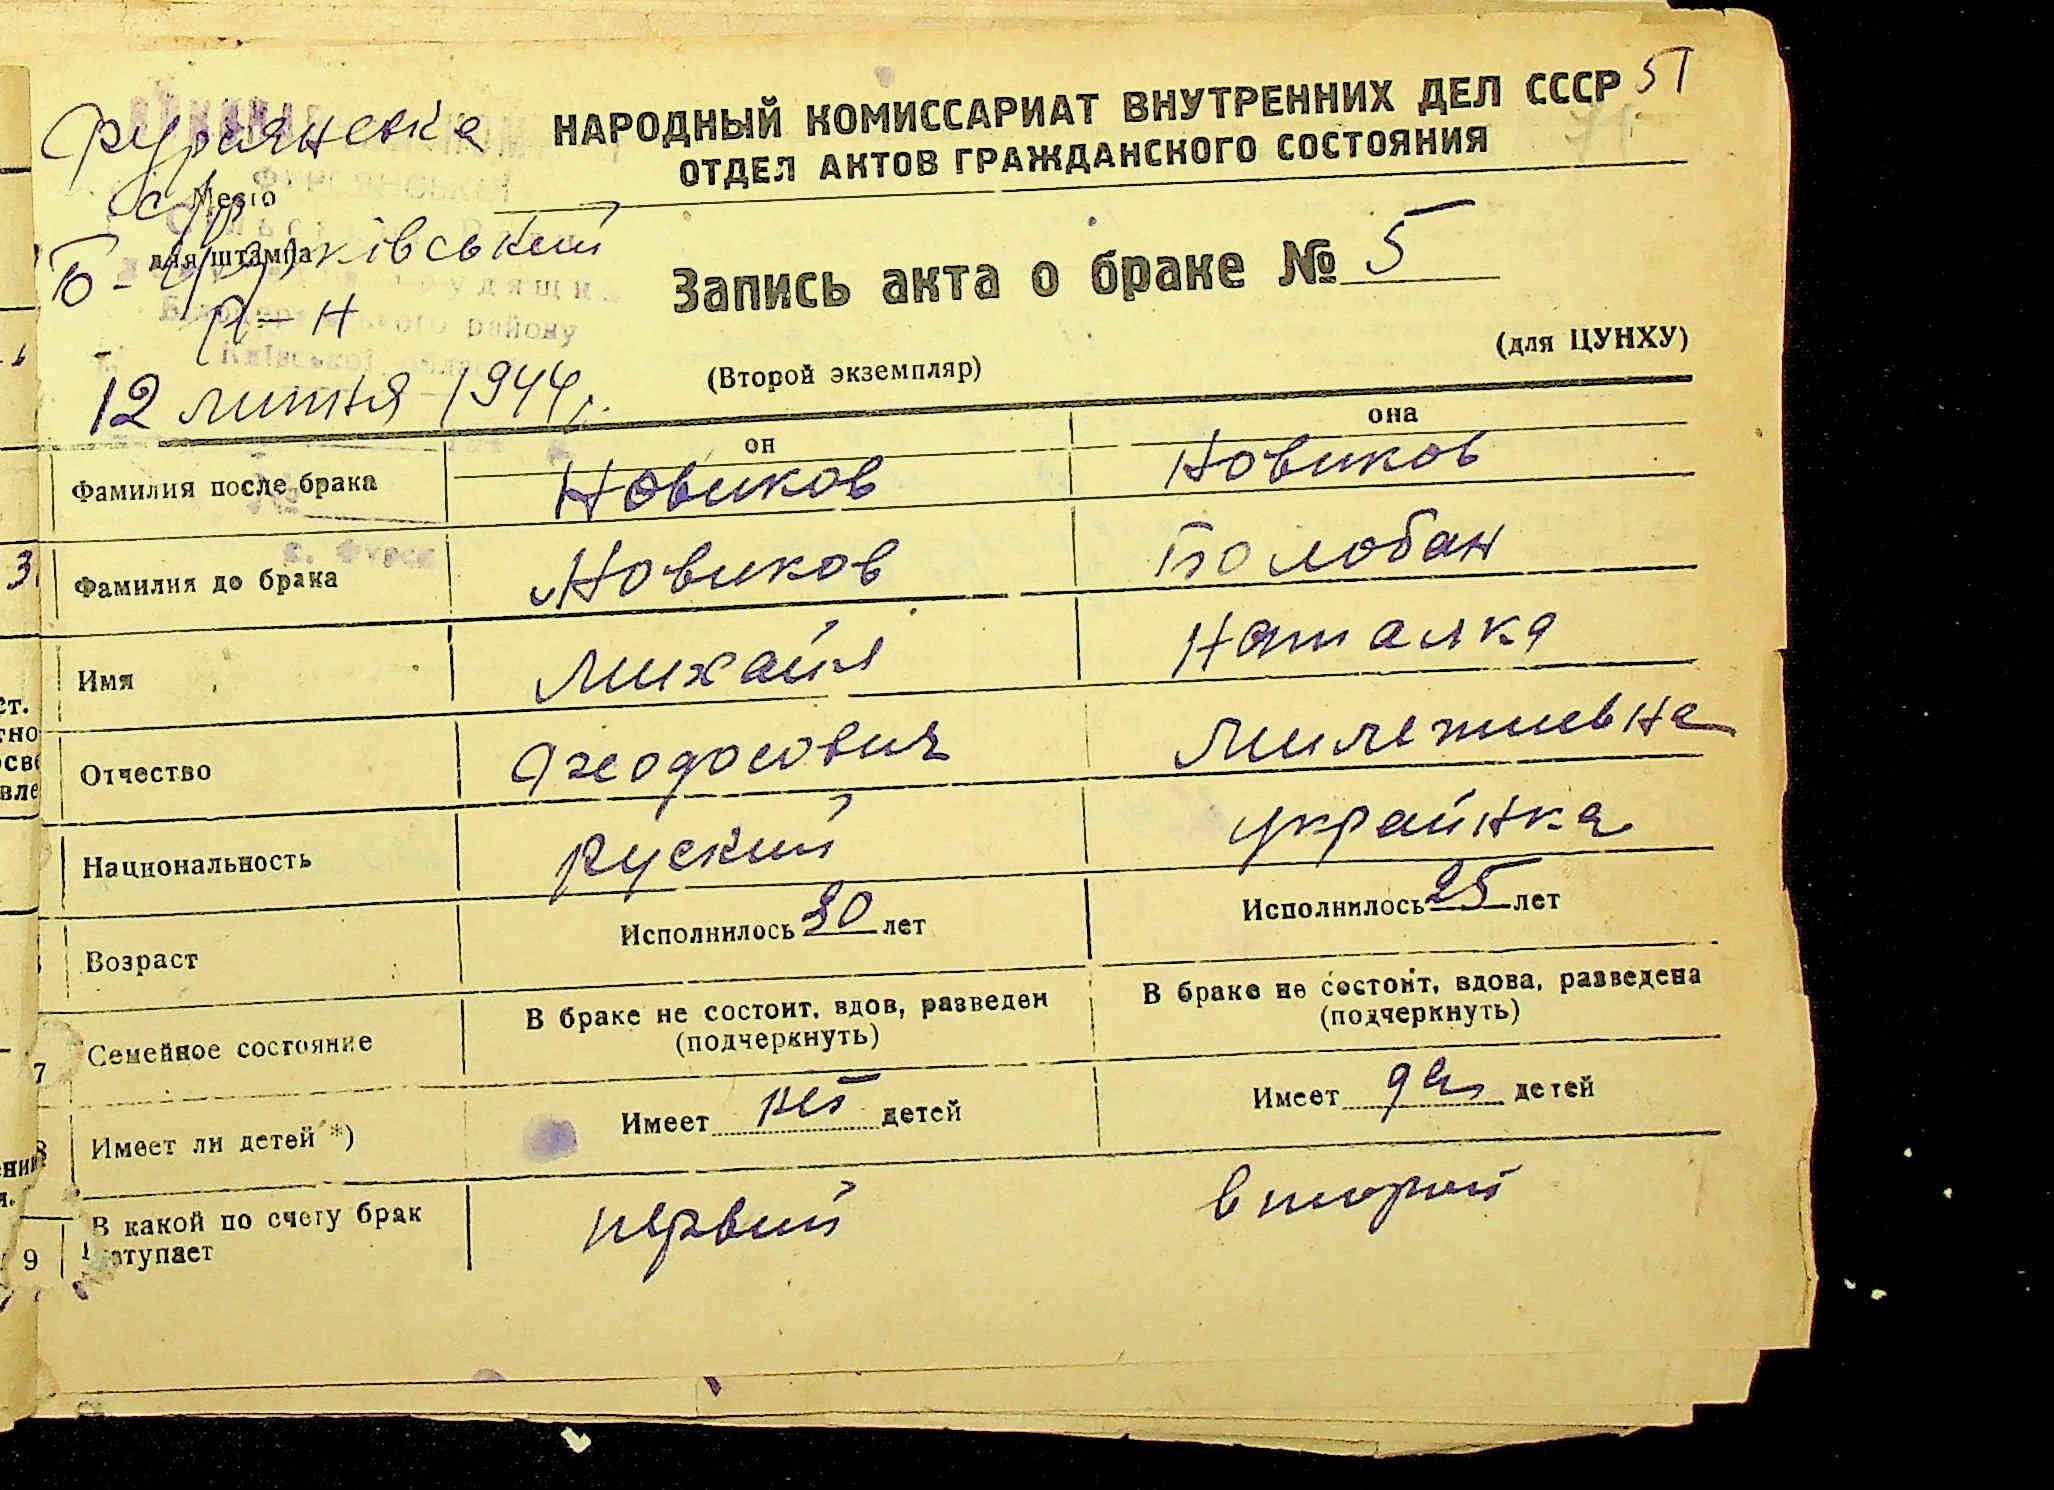 51
НАРОДНЫЙ КОМИССАРИАТ ВНУТРЕННИХ ДЕЛ СССР
ОТДЕЛ АКТОВ ГРАЖДАНСКОГО СОСТОЯНИЯ
Фурсянська
с/р
Место
для штампа
Б-Церківський
р-н
12 липня 1944 г.
Запись акта о браке № 5
(для ЦУНХУ)
(Второй экземпляр)
он
она
Фамилия после брака Новиков Новиков
Фамилия до брака Новиков Болобан
Имя Михайл Наталка
Отчество Феодосович Милетиевна
Национальность руский украйнка
Возраст Исполнилось 30 лет Исполнилось 25 лет
Семейное состояние В браке не состоит, вдов, разведен (подчеркнуть) В браке не состоит, вдова, разведена (подчеркнуть)
Имеет ли детей *) Имеет нет детей Имеет да детей
В какой по счету брак вступает первий второй